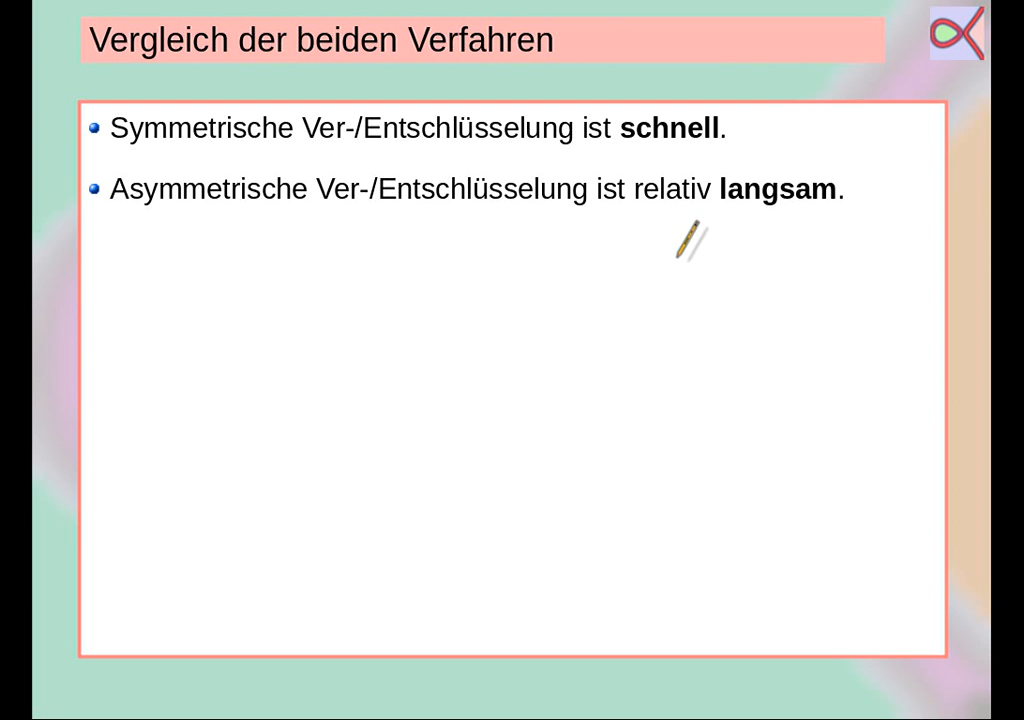 Vergleich der beiden Verfahren
Symmetrische Ver-/Entschlüsselung ist schnell.
Asymmetrische Ver-/Entschlüsselung ist relativ langsam.